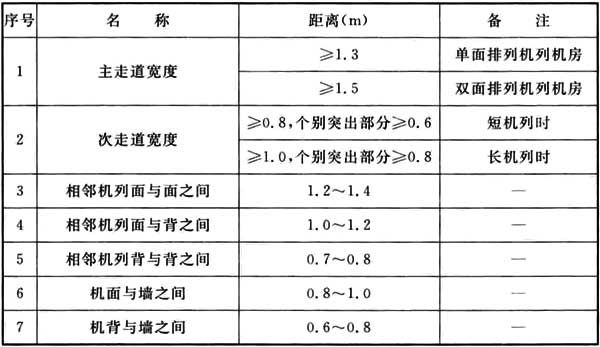 序号 名 称 距离(m) 备 注
1 主走道宽度 ≥1.3 单面排列机列机房
≥1.5 双面排列机列机房
2 次走道宽度 ≥0.8,个别突出部分≥0.6 短机列时
≥1.0,个别突出部分≥0.8 长机列时
3 相邻机列面与面之间 1.2~1.4 —
4 相邻机列面与背之间 1.0~1.2 —
5 相邻机列背与背之间 0.7~0.8 —
6 机面与墙之间 0.8~1.0 —
7 机背与墙之间 0.6~0.8 —